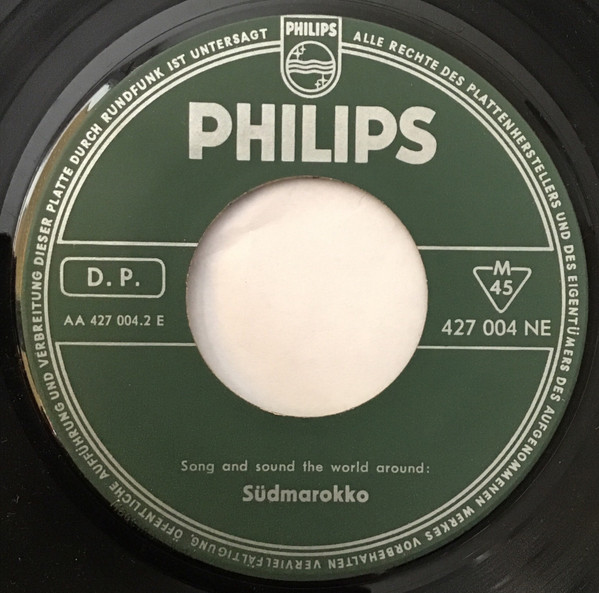 PHILIPS
PHILIPS
D. P.
AA 427 004.2 E
M
45
427 004 NE
Song and sound the world around:
Südmarokko
ALLE RECHTE DES PLATTENHERSTELLERS UND DES EIGENTÜMERS DES AUFGENOMMENEN WERKES VORBEHALTEN VERVIELFÄLTIGUNG, ÖFFENTLICHE AUFFÜHRUNG UND VERBREITUNG DIESER PLATTE DURCH RUNDFUNK IST UNTERSAGT